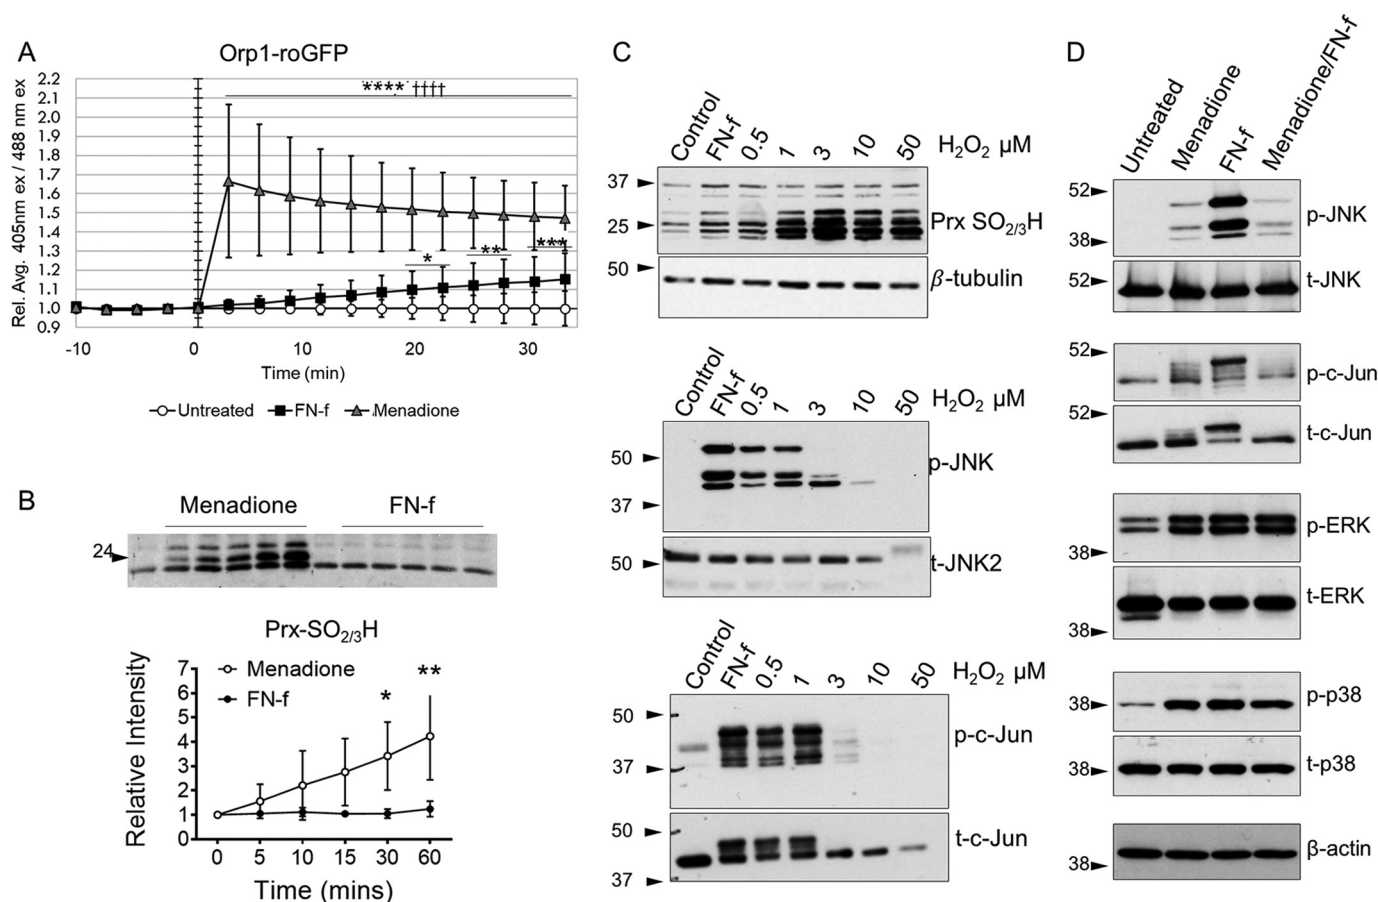 A
Orp1-roGFP
Rel. Avg. 405nm ex / 488 nm ex
2.2
2.1
2.0
1.9
1.8
1.7
1.6
1.5
1.4
1.3
1.2
1.1
1.0
0.9
**** ††††
*
**
***
-10 0 10 20 30
Time (min)
Untreated FN-f Menadione
B
Menadione FN-f
24
Prx-SO2/3H
Relative Intensity
7
6
5
4
3
2
1
0
Menadione
FN-f
*
**
0 5 10 15 30 60
Time (mins)
C
Control FN-f 0.5 1 3 10 50 H2O2 µM
37
25
Prx SO2/3H
50
β-tubulin
Control FN-f 0.5 1 3 10 50 H2O2 µM
50
p-JNK
37
50
t-JNK2
Control FN-f 0.5 1 3 10 50 H2O2 µM
50
p-c-Jun
37
50
t-c-Jun
37
D
Untreated Menadione FN-f Menadione/FN-f
52
p-JNK
38
52
t-JNK
52
p-c-Jun
52
t-c-Jun
p-ERK
38
t-ERK
38
p-p38
38
t-p38
38
β-actin
38